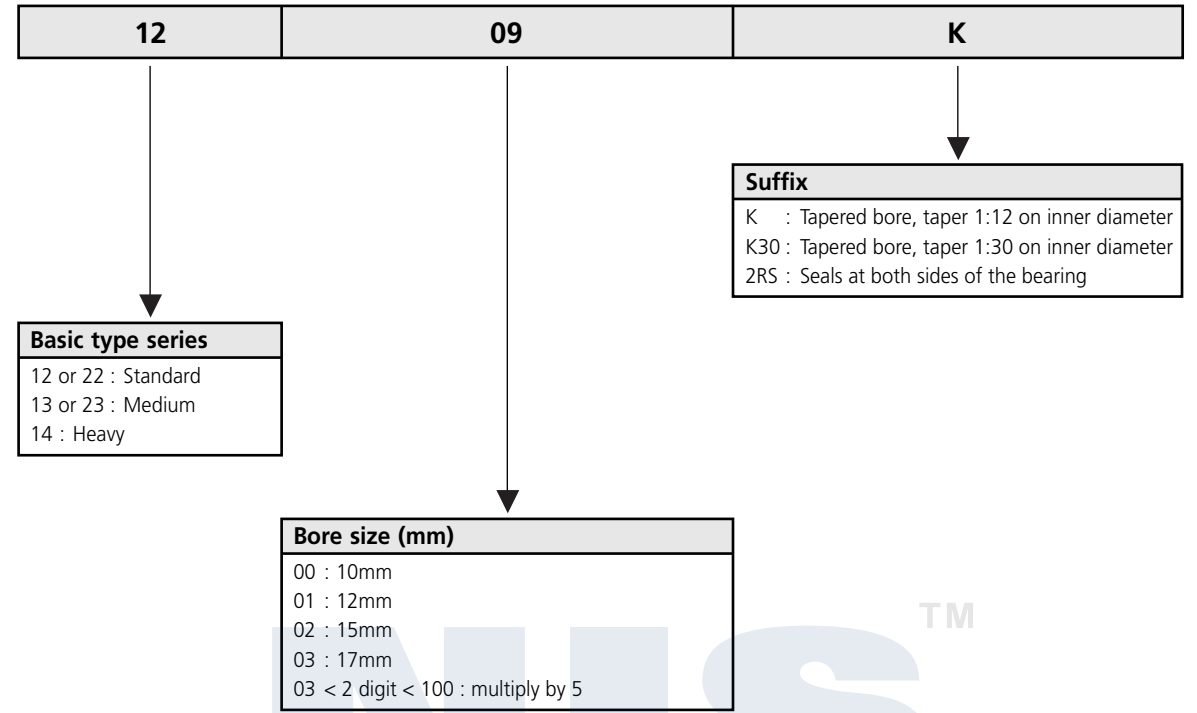 12 09 K
Suffix
K : Tapered bore, taper 1:12 on inner diameter
K30 : Tapered bore, taper 1:30 on inner diameter
2RS : Seals at both sides of the bearing
Basic type series
12 or 22 : Standard
13 or 23 : Medium
14 : Heavy
Bore size (mm)
00 : 10mm
01 : 12mm
02 : 15mm
03 : 17mm
03 < 2 digit < 100 : multiply by 5
TM